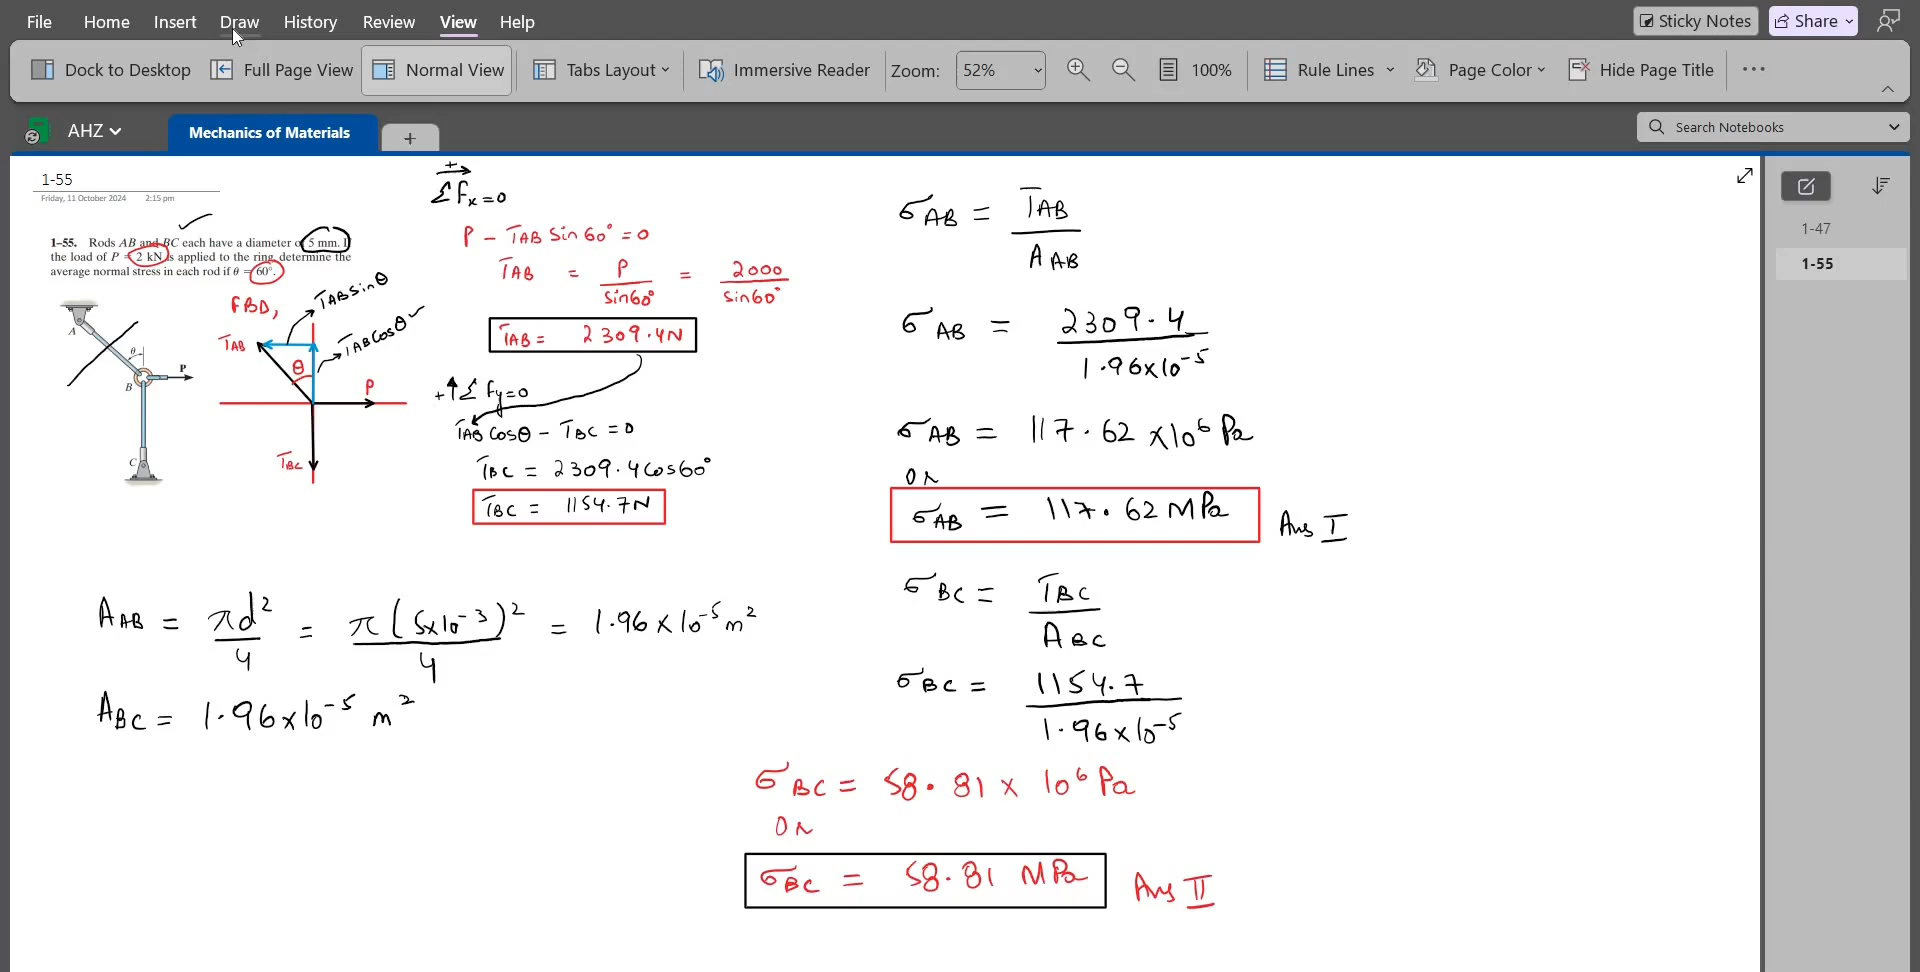 File Home Insert Draw History Review View Help
Sticky Notes Share
Dock to Desktop Full Page View Normal View Tabs Layout Immersive Reader Zoom: 52% 100% Rule Lines Page Color Hide Page Title
AHZ Mechanics of Materials + Search Notebooks
1-55
Friday, 11 October 2024 2:15 pm
1–55. Rods AB and BC each have a diameter of 5 mm. If
the load of P = 2 kN is applied to the ring, determine the
average normal stress in each rod if θ = 60°.
A
θ
B
P
C
FBD,
TAB sinθ
TAB cosθ
TAB
θ
P
TBC
+
ΣFx=0
P - TAB Sin60° = 0
TAB = P/sin60° = 2000/sin60°
TAB = 2309.4N
+↑ΣFy=0
TAB Cosθ - TBC = 0
TBC = 2309.4Cos60°
TBC = 1154.7N
AAB = πd²/4 = π(5x10⁻³)²/4 = 1.96x10⁻⁵m²
ABC = 1.96x10⁻⁵ m²
σAB = TAB/AAB
σAB = 2309.4/1.96x10⁻⁵
σAB = 117.62 x10⁶ Pa
OR
σAB = 117.62 MPa Ans I
σBC = TBC/ABC
σBC = 1154.7/1.96x10⁻⁵
σBC = 58.81 x 10⁶ Pa
OR
σBC = 58.81 MPa Ans II
1-47
1-55